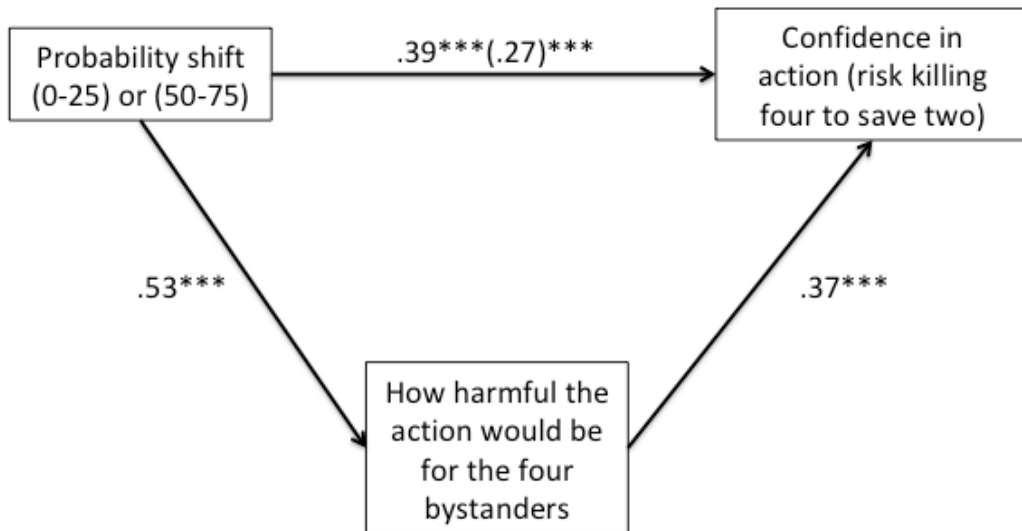 Probability shift
(0-25) or (50-75)
.39***(.27)***
Confidence in
action (risk killing
four to save two)
.53***
.37***
How harmful the
action would be
for the four
bystanders